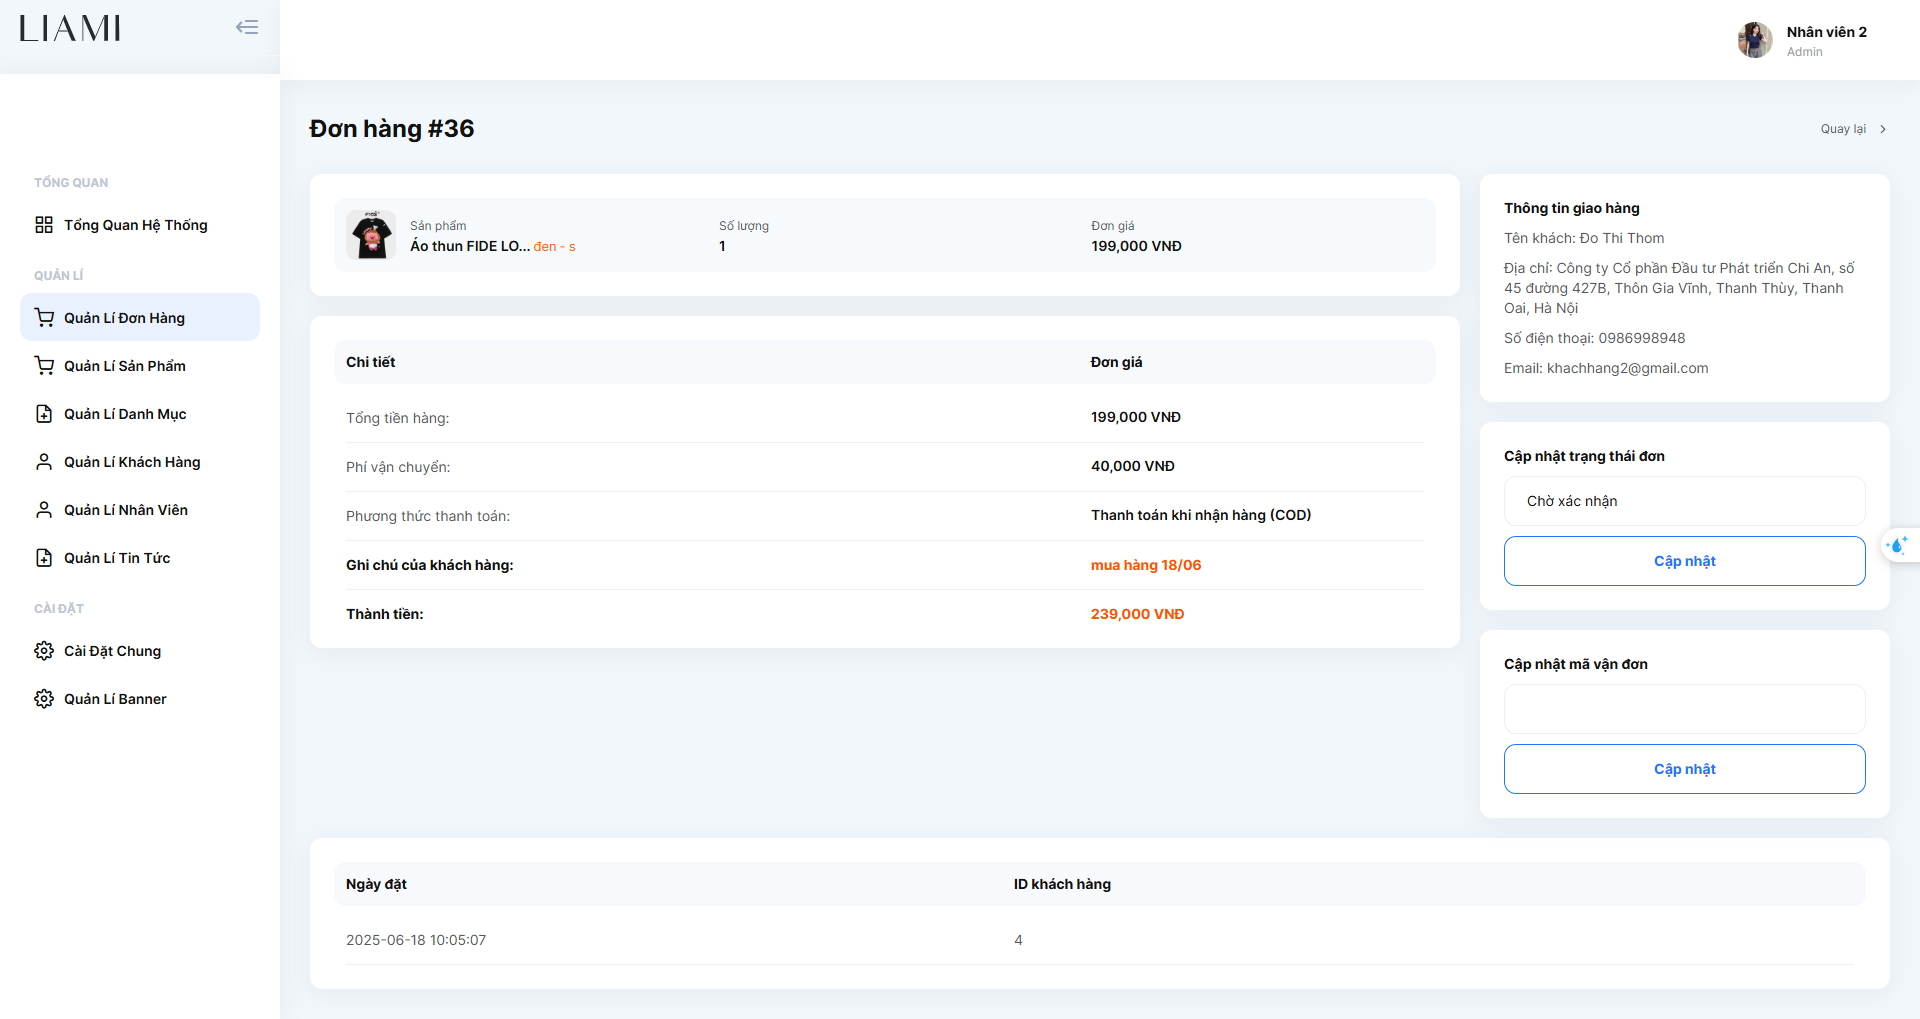 LIAMI
Nhân viên 2
Admin
TỔNG QUAN
Tổng Quan Hệ Thống
QUẢN LÍ
Quản Lí Đơn Hàng
Quản Lí Sản Phẩm
Quản Lí Danh Mục
Quản Lí Khách Hàng
Quản Lí Nhân Viên
Quản Lí Tin Tức
CÀI ĐẶT
Cài Đặt Chung
Quản Lí Banner
Đơn hàng #36
Quay lại
Sản phẩm
Áo thun FIDE LO... đen - s
Số lượng
1
Đơn giá
199,000 VNĐ
Chi tiết
Đơn giá
Tổng tiền hàng:
199,000 VNĐ
Phí vận chuyển:
40,000 VNĐ
Phương thức thanh toán:
Thanh toán khi nhận hàng (COD)
Ghi chú của khách hàng:
mua hàng 18/06
Thành tiền:
239,000 VNĐ
Thông tin giao hàng
Tên khách: Đo Thi Thom
Địa chỉ: Công ty Cổ phần Đầu tư Phát triển Chi An, số
45 đường 427B, Thôn Gia Vĩnh, Thanh Thùy, Thanh
Oai, Hà Nội
Số điện thoại: 0986998948
Email: khachhang2@gmail.com
Cập nhật trạng thái đơn
Chờ xác nhận
Cập nhật
Cập nhật mã vận đơn
Cập nhật
Ngày đặt
ID khách hàng
2025-06-18 10:05:07
4